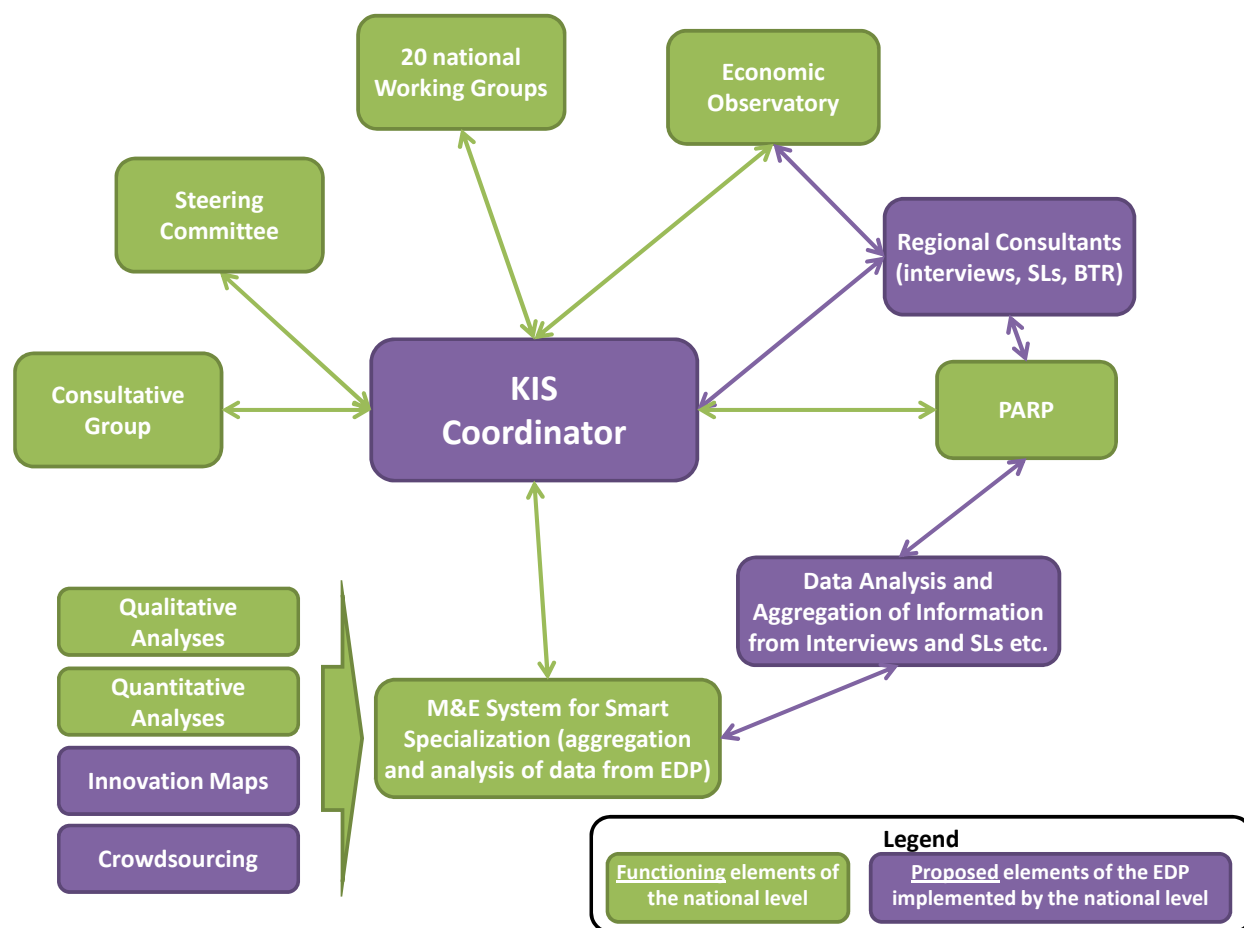 20 national
Working Groups
Economic
Observatory
Steering
Committee
Regional Consultants
(interviews, SLs, BTR)
KIS
Coordinator
Consultative
Group
PARP
Data Analysis and
Aggregation of Information
from Interviews and SLs etc.
Qualitative
Analyses
Quantitative
Analyses
Innovation Maps
Crowdsourcing
M&E System for Smart
Specialization (aggregation
and analysis of data from EDP)
Legend
Functioning elements of
the national level
Proposed elements of the EDP
implemented by the national level